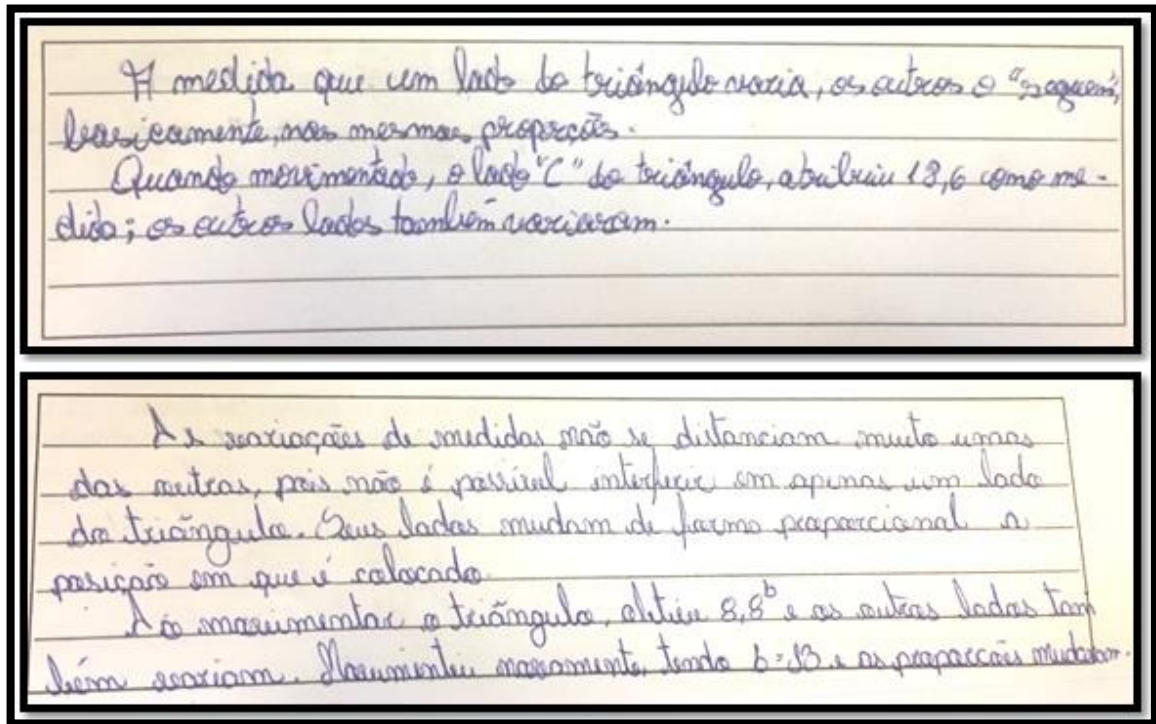 A medida que um lado do triângulo varia, os outros o "seguem",
basicamente, nas mesmas proporções.
Quando movimentado, o lado "C" do triângulo, atribuiu 13,6 como me-
dida; os outros lados também variaram.
As variações de medidas não se distanciam muito umas
das outras, pois não é possível interferir em apenas um lado
do triângulo. Seus lados mudam de forma proporcional a
posição em que é colocado.
Ao movimentar o triângulo, obtive 8,8 b e os outros lados tam
bém variam. Movimentei novamente, tendo b=13 e as proporções mudaram.